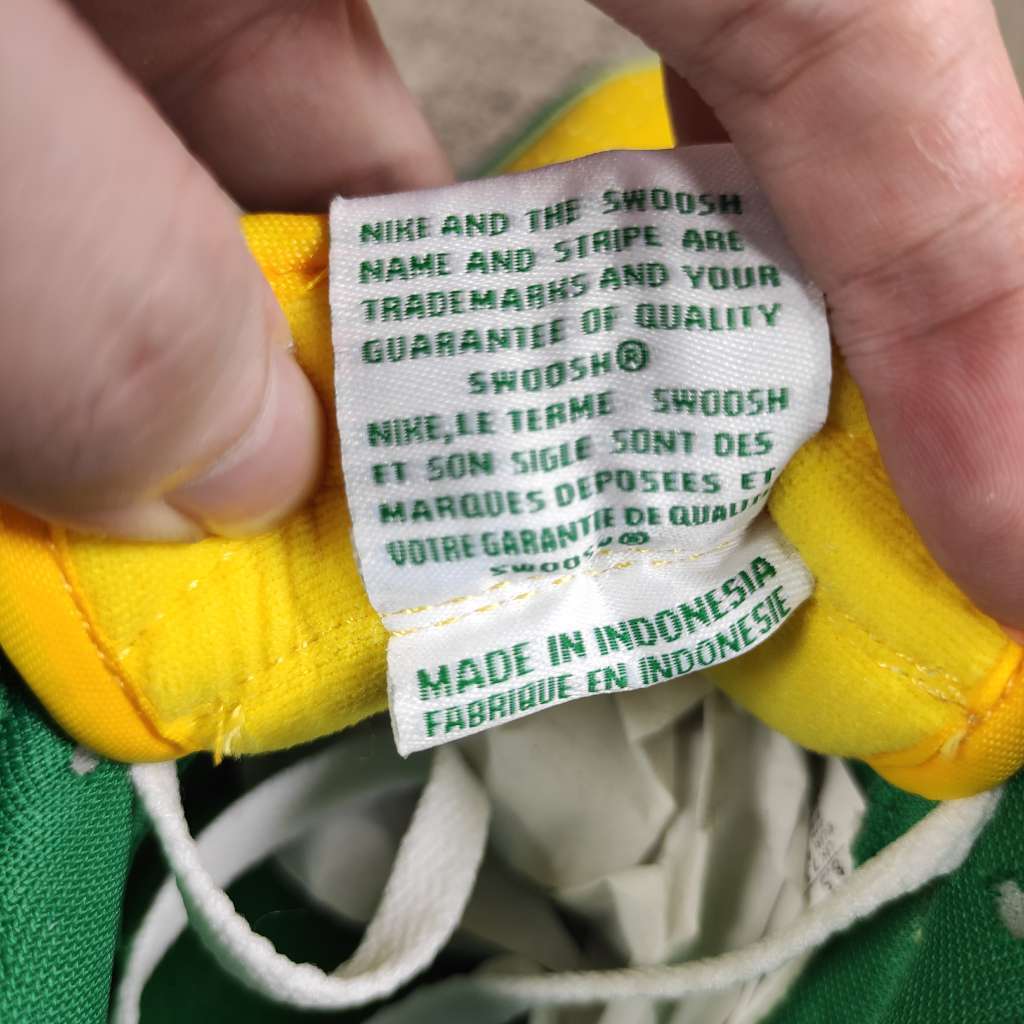 NIKE AND THE SWOOSH
NAME AND STRIPE ARE
TRADEMARKS AND YOUR
GUARANTEE OF QUALITY
SWOOSH®
NIKE,LE TERME SWOOSH
ET SON SIGLE SONT DES
MARQUES DEPOSEES ET
VOTRE GARANTIE DE
SWOOSH®
MADE IN INDONESIA
FABRIQUE EN INDONESIE